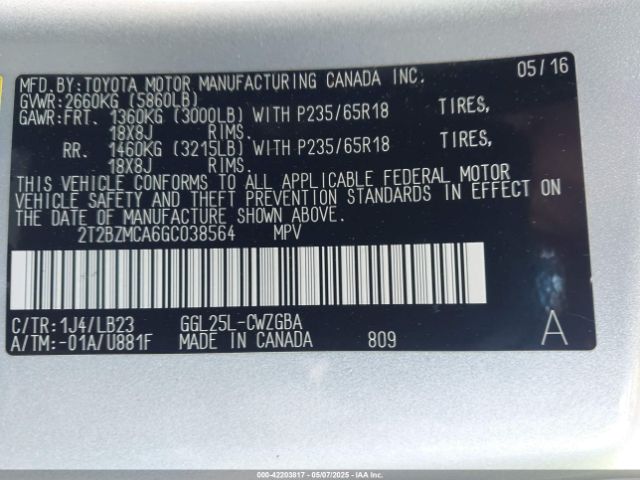 MFD. BY: TOYOTA MOTOR MANUFACTURING CANADA INC. 05/16
GVWR: 2660KG (5860LB)
GAWR: FRT. 1360KG (3000LB) WITH P235/65R18 TIRES,
18X8J RIMS.
RR. 1460KG (3215LB) WITH P235/65R18 TIRES,
18X8J RIMS.
THIS VEHICLE CONFORMS TO ALL APPLICABLE FEDERAL MOTOR
VEHICLE SAFETY AND THEFT PREVENTION STANDARDS IN EFFECT ON
THE DATE OF MANUFACTURE SHOWN ABOVE.
2T2BZMCA6GC038564 MPV
C/TR: 1J4/LB23 GGL25L-CWZGBA A
A/TM: -01A/U881F MADE IN CANADA 809
000-42203817 - 05/07/2025 - IAAI.COM